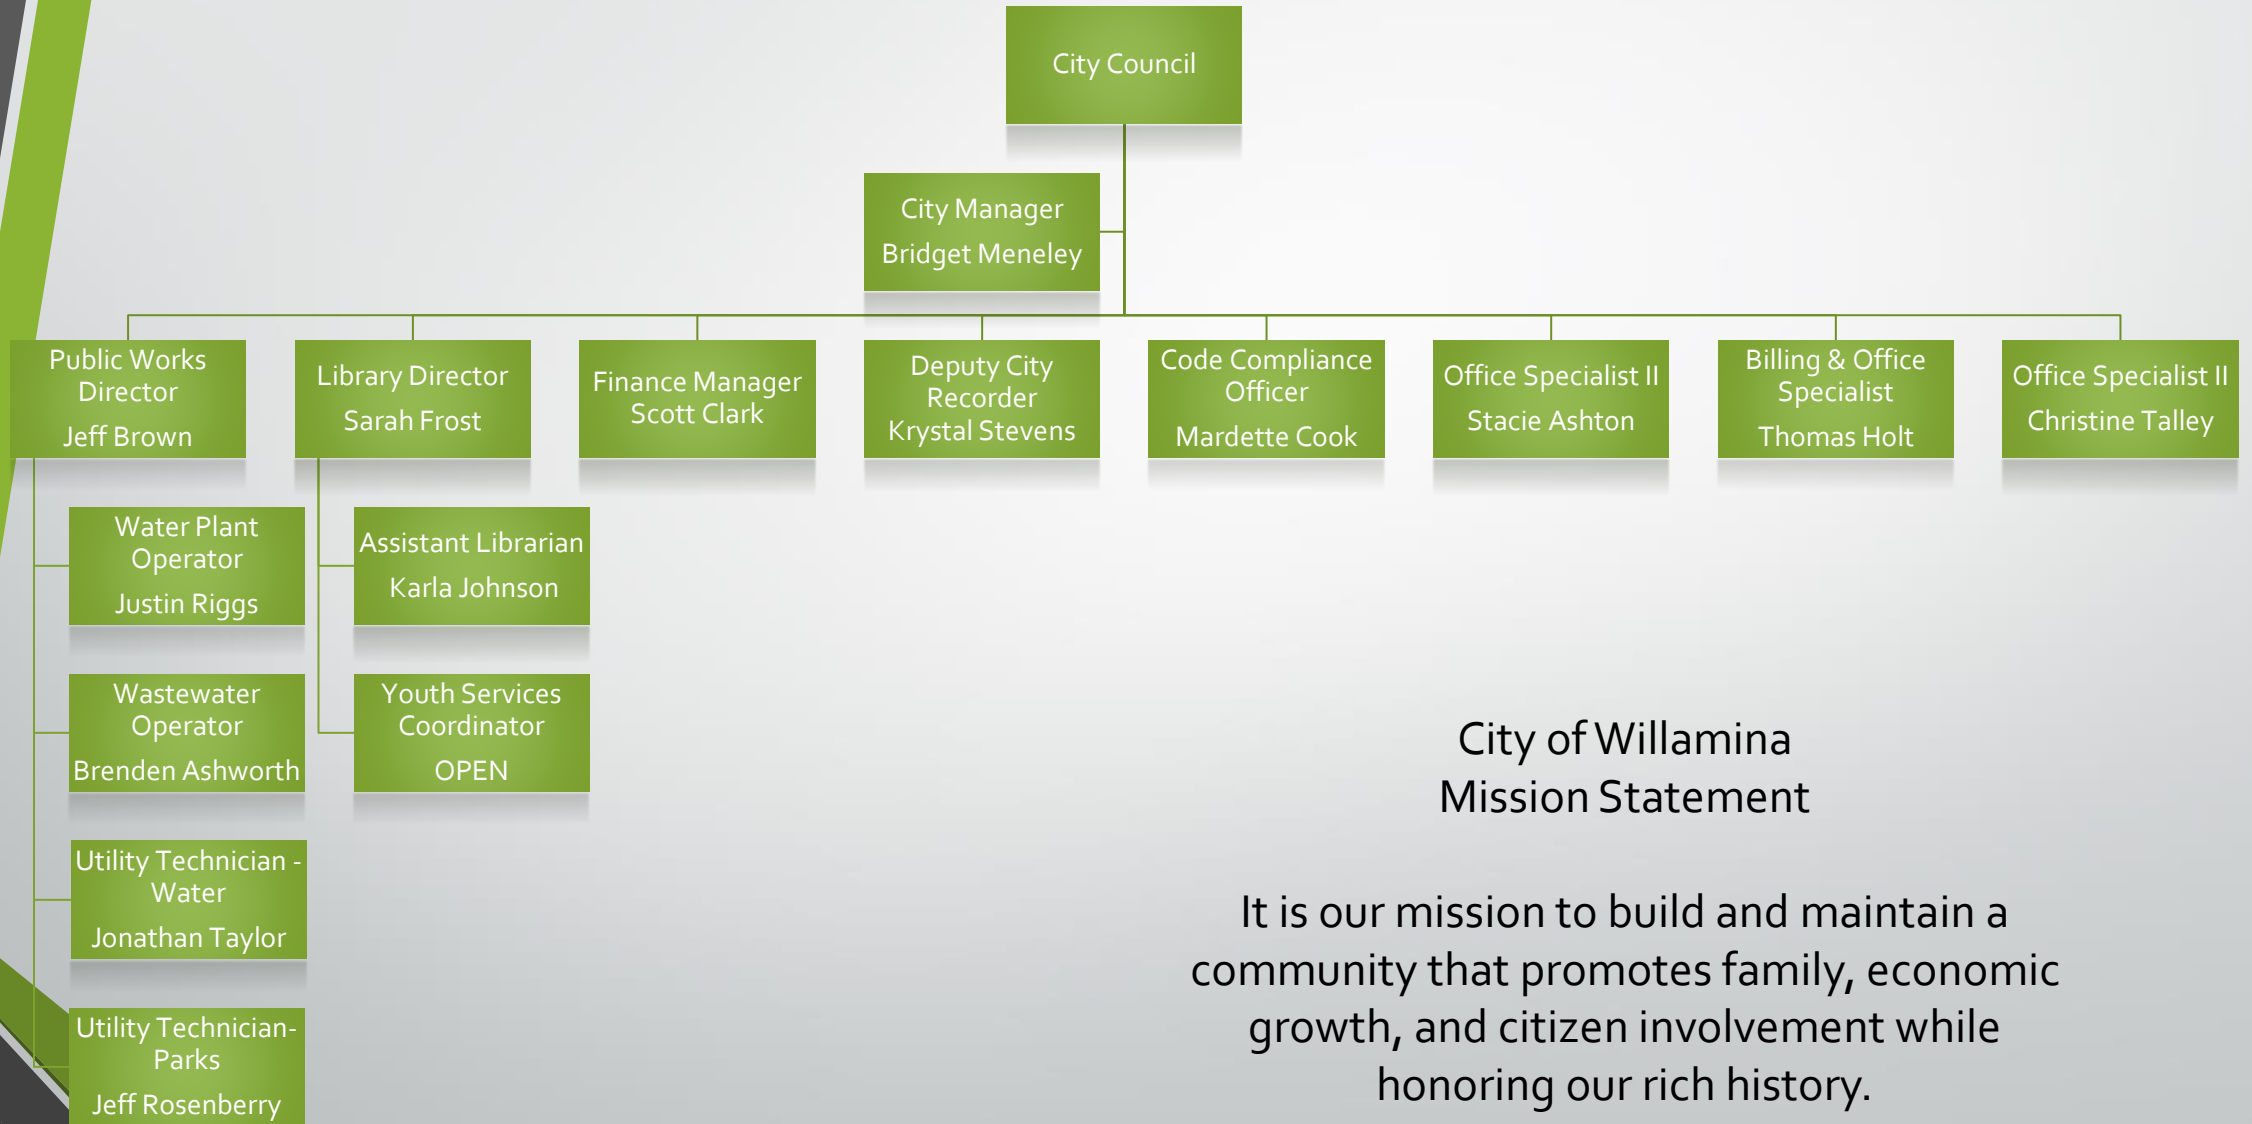 City Council
City Manager
Bridget Meneley
Public Works
Director
Jeff Brown
Library Director
Sarah Frost
Finance Manager
Scott Clark
Deputy City
Recorder
Krystal Stevens
Code Compliance
Officer
Mardette Cook
Office Specialist II
Stacie Ashton
Billing & Office
Specialist
Thomas Holt
Office Specialist II
Christine Talley
Water Plant
Operator
Justin Riggs
Wastewater
Operator
Brenden Ashworth
Utility Technician -
Water
Jonathan Taylor
Utility Technician-
Parks
Jeff Rosenberry
Assistant Librarian
Karla Johnson
Youth Services
Coordinator
OPEN
City of Willamina
Mission Statement
It is our mission to build and maintain a
community that promotes family, economic
growth, and citizen involvement while
honoring our rich history.